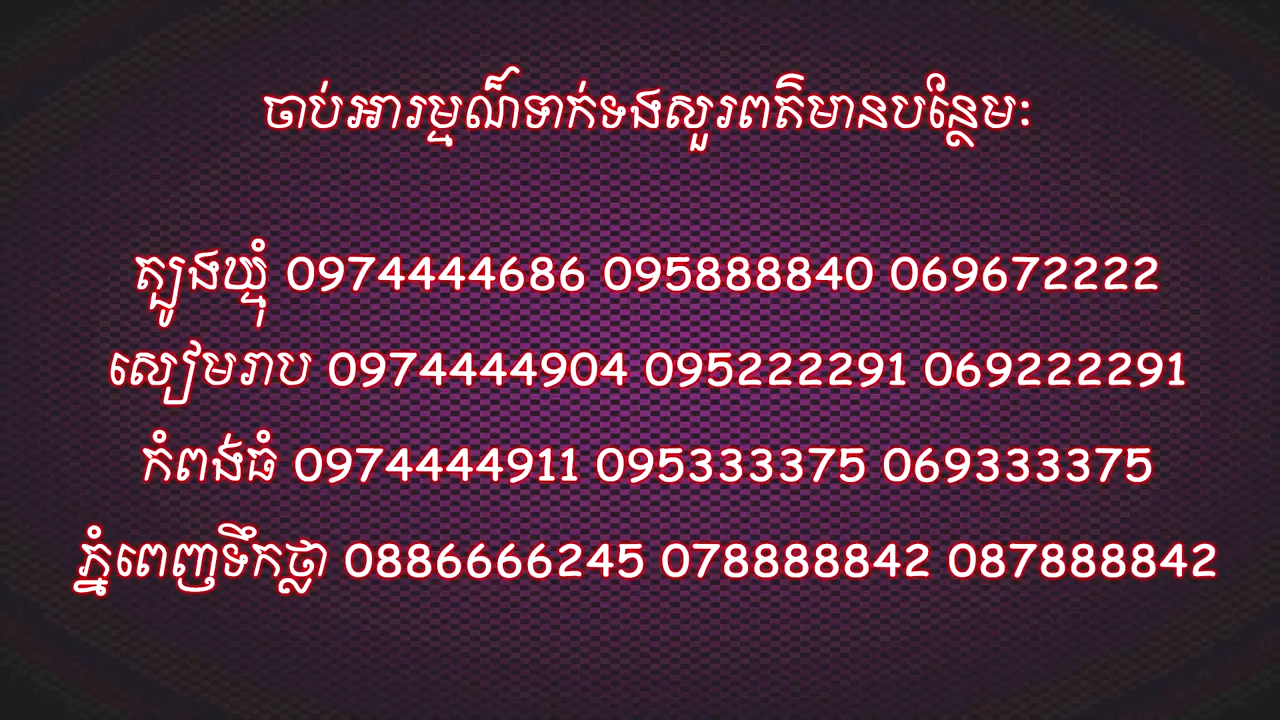 ចាប់អារម្មណ៍ទាក់ទងសួរពត៌មានបន្ថែម:
ត្បូងឃ្មុំ 0974444686 095888840 069672222
សៀមរាប 0974444904 095222291 069222291
កំពង់ធំ 0974444911 095333375 069333375
ភ្នំពេញទឹកថ្លា 0886666245 078888842 087888842